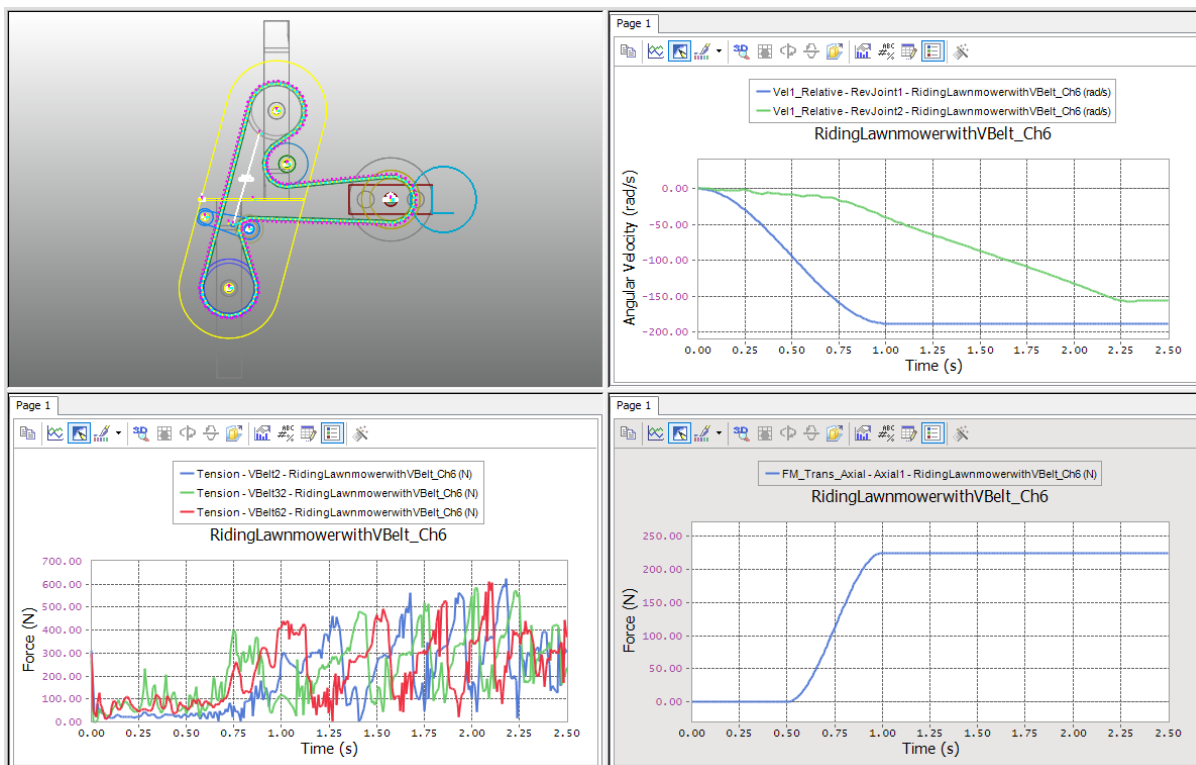 Page 1
Vel1_Relative - RevJoint1 - RidingLawnmowerwithVBelt_Ch6 (rad/s)
Vel1_Relative - RevJoint2 - RidingLawnmowerwithVBelt_Ch6 (rad/s)
RidingLawnmowerwithVBelt_Ch6
Angular Velocity (rad/s)
0.00
-50.00
-100.00
-150.00
-200.00
0.00 0.25 0.50 0.75 1.00 1.25 1.50 1.75 2.00 2.25 2.50
Time (s)
Page 1
Tension - VBelt2 - RidingLawnmowerwithVBelt_Ch6 (N)
Tension - VBelt32 - RidingLawnmowerwithVBelt_Ch6 (N)
Tension - VBelt62 - RidingLawnmowerwithVBelt_Ch6 (N)
RidingLawnmowerwithVBelt_Ch6
Force (N)
700.00
600.00
500.00
400.00
300.00
200.00
100.00
0.00
0.00 0.25 0.50 0.75 1.00 1.25 1.50 1.75 2.00 2.25 2.50
Time (s)
Page 1
FM_Trans_Axial - Axial1 - RidingLawnmowerwithVBelt_Ch6 (N)
RidingLawnmowerwithVBelt_Ch6
Force (N)
250.00
200.00
150.00
100.00
50.00
0.00
0.00 0.25 0.50 0.75 1.00 1.25 1.50 1.75 2.00 2.25 2.50
Time (s)